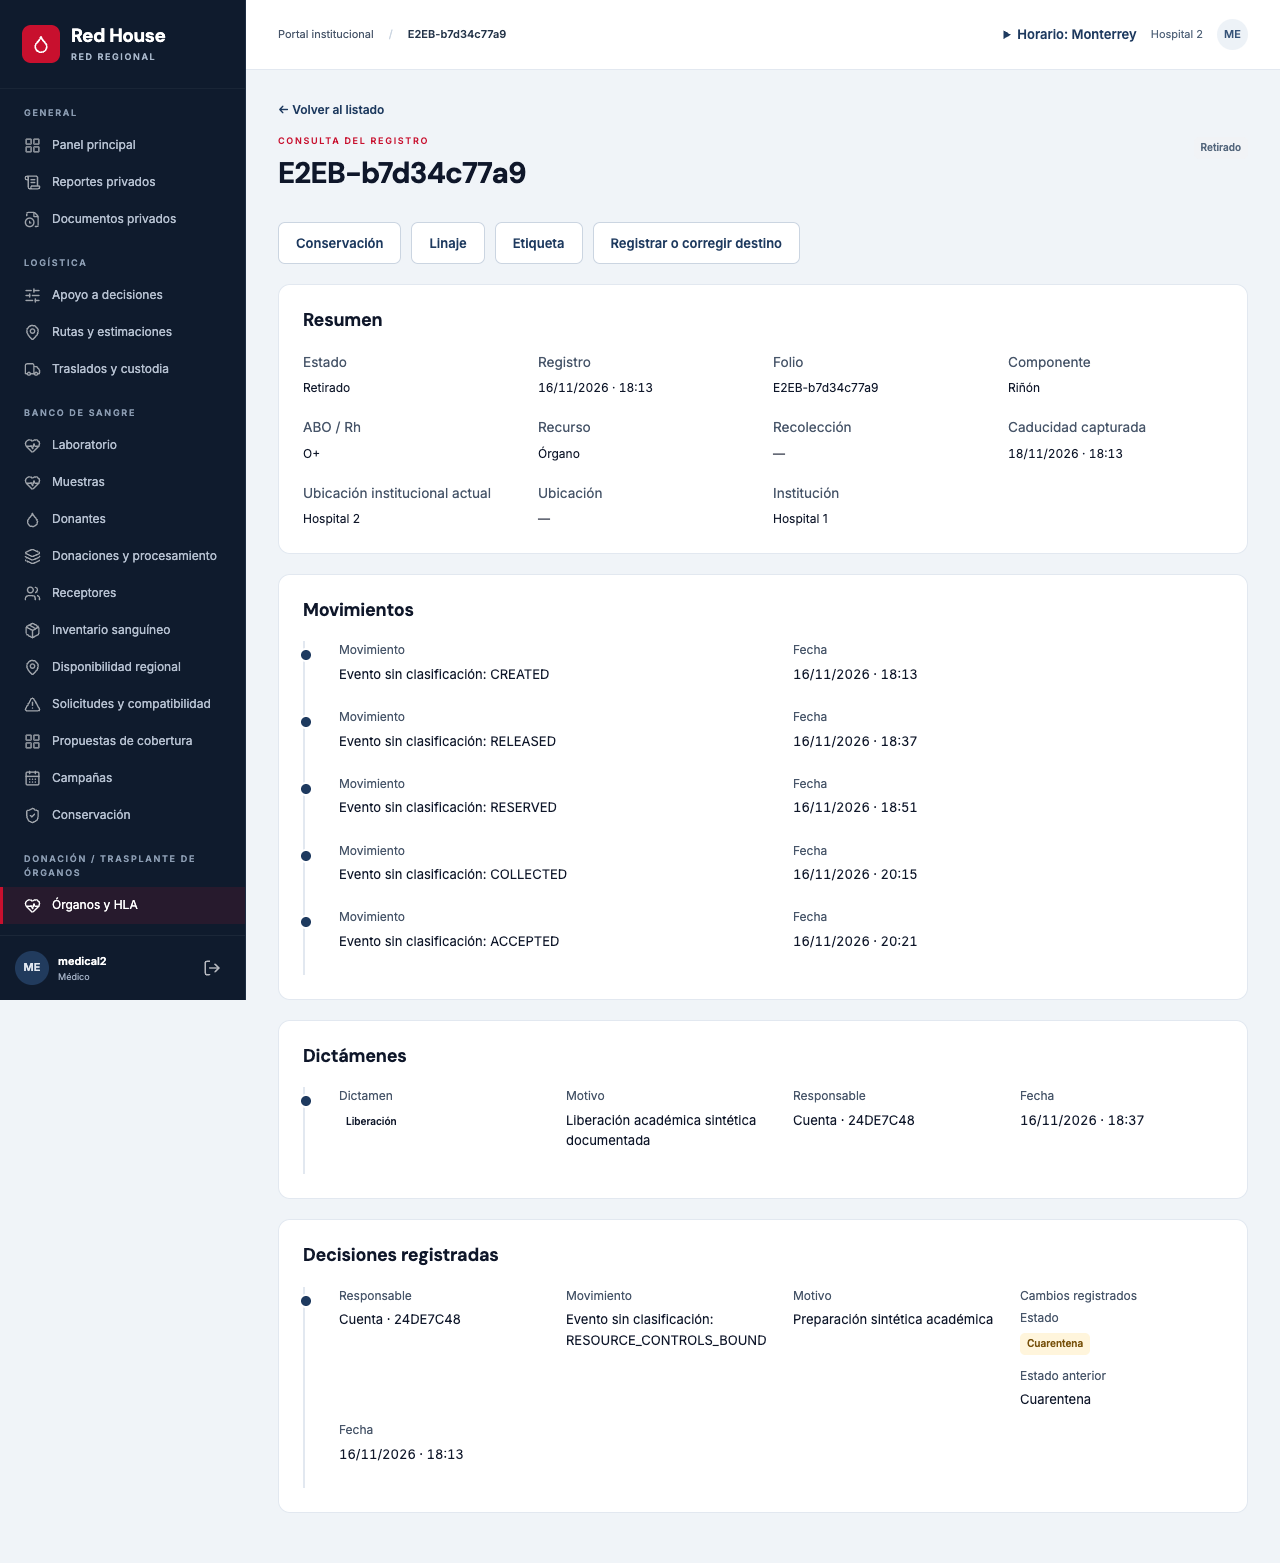 Red House
RED REGIONAL
GENERAL
Panel principal
Reportes privados
Documentos privados
LOGÍSTICA
Apoyo a decisiones
Rutas y estimaciones
Traslados y custodia
BANCO DE SANGRE
Laboratorio
Muestras
Donantes
Donaciones y procesamiento
Receptores
Inventario sanguíneo
Disponibilidad regional
Solicitudes y compatibilidad
Propuestas de cobertura
Campañas
Conservación
DONACIÓN / TRASPLANTE DE
ÓRGANOS
Órganos y HLA
ME
medical2
Médico
Portal institucional / E2EB-b7d34c77a9
▶ Horario: Monterrey Hospital 2 ME
← Volver al listado
CONSULTA DEL REGISTRO
E2EB-b7d34c77a9
Retirado
Conservación Linaje Etiqueta Registrar o corregir destino
Resumen
Estado Registro Folio Componente
Retirado 16/11/2026 · 18:13 E2EB-b7d34c77a9 Riñón
ABO / Rh Recurso Recolección Caducidad capturada
O+ Órgano — 18/11/2026 · 18:13
Ubicación institucional actual Ubicación Institución
Hospital 2 — Hospital 1
Movimientos
Movimiento Fecha
Evento sin clasificación: CREATED 16/11/2026 · 18:13
Movimiento Fecha
Evento sin clasificación: RELEASED 16/11/2026 · 18:37
Movimiento Fecha
Evento sin clasificación: RESERVED 16/11/2026 · 18:51
Movimiento Fecha
Evento sin clasificación: COLLECTED 16/11/2026 · 20:15
Movimiento Fecha
Evento sin clasificación: ACCEPTED 16/11/2026 · 20:21
Dictámenes
Dictamen Motivo Responsable Fecha
Liberación Liberación académica sintética Cuenta · 24DE7C48 16/11/2026 · 18:37
documentada
Decisiones registradas
Responsable Movimiento Motivo Cambios registrados
Cuenta · 24DE7C48 Evento sin clasificación: Preparación sintética académica Estado
RESOURCE_CONTROLS_BOUND Cuarentena
Estado anterior
Cuarentena
Fecha
16/11/2026 · 18:13